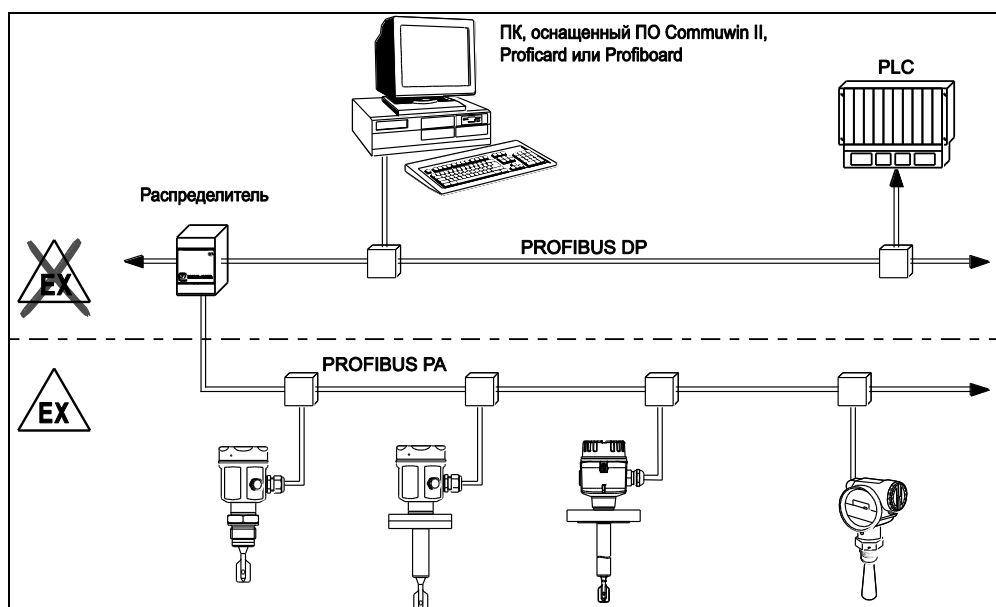 ПК, оснащенный ПО Commuwin II,
Proficard или Profiboard
PLC
Распределитель
PROFIBUS DP
EX
PROFIBUS PA
EX